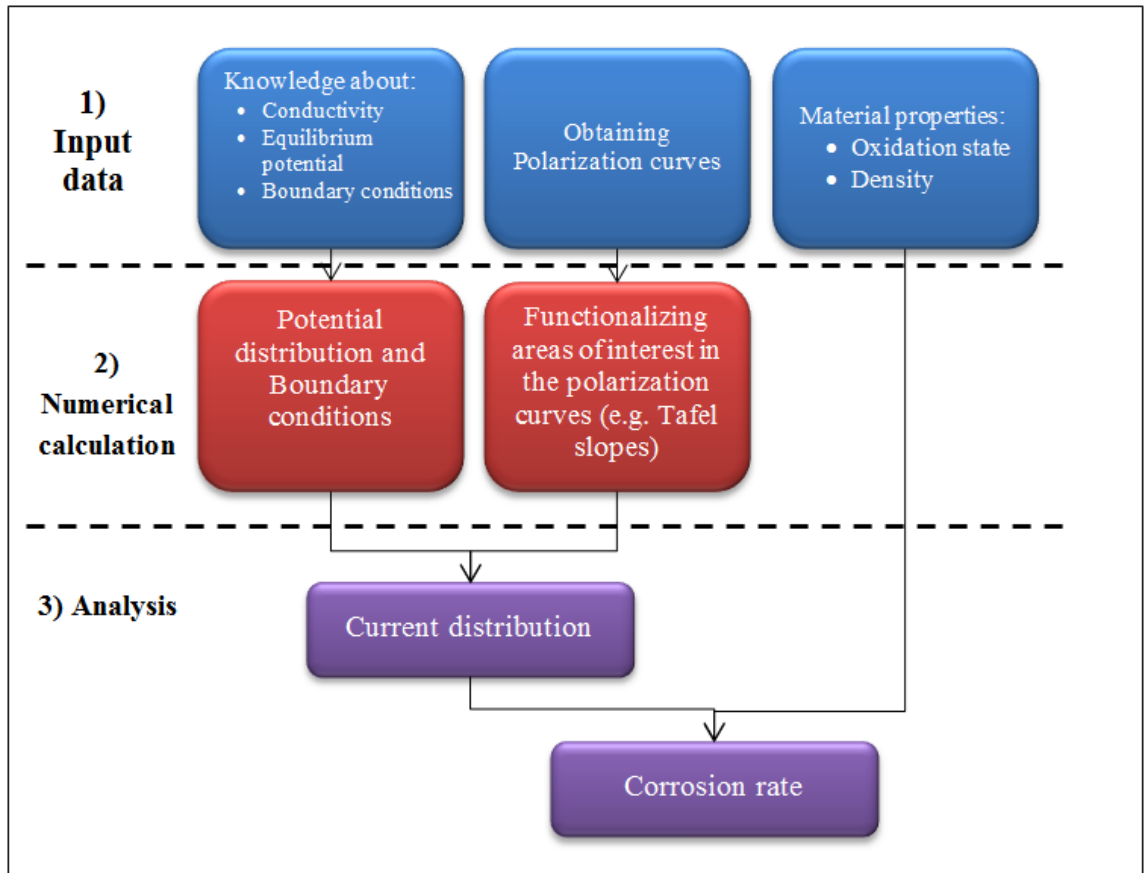 1)
Input
data
Knowledge about:
• Conductivity
• Equilibrium
potential
• Boundary conditions
Obtaining
Polarization curves
Material properties:
• Oxidation state
• Density
2)
Numerical
calculation
Potential
distribution and
Boundary
conditions
Functionalizing
areas of interest in
the polarization
curves (e.g. Tafel
slopes)
3) Analysis
Current distribution
Corrosion rate